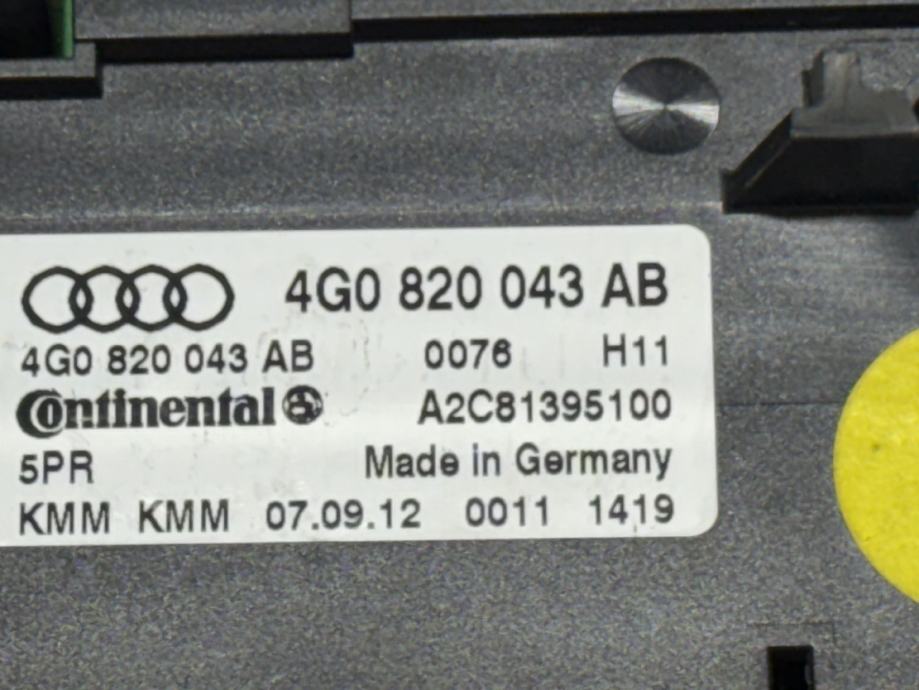 4G0 820 043 AB
4G0 820 043 AB 0076 H11
Continental A2C81395100
5PR Made in Germany
KMM KMM 07.09.12 0011 1419